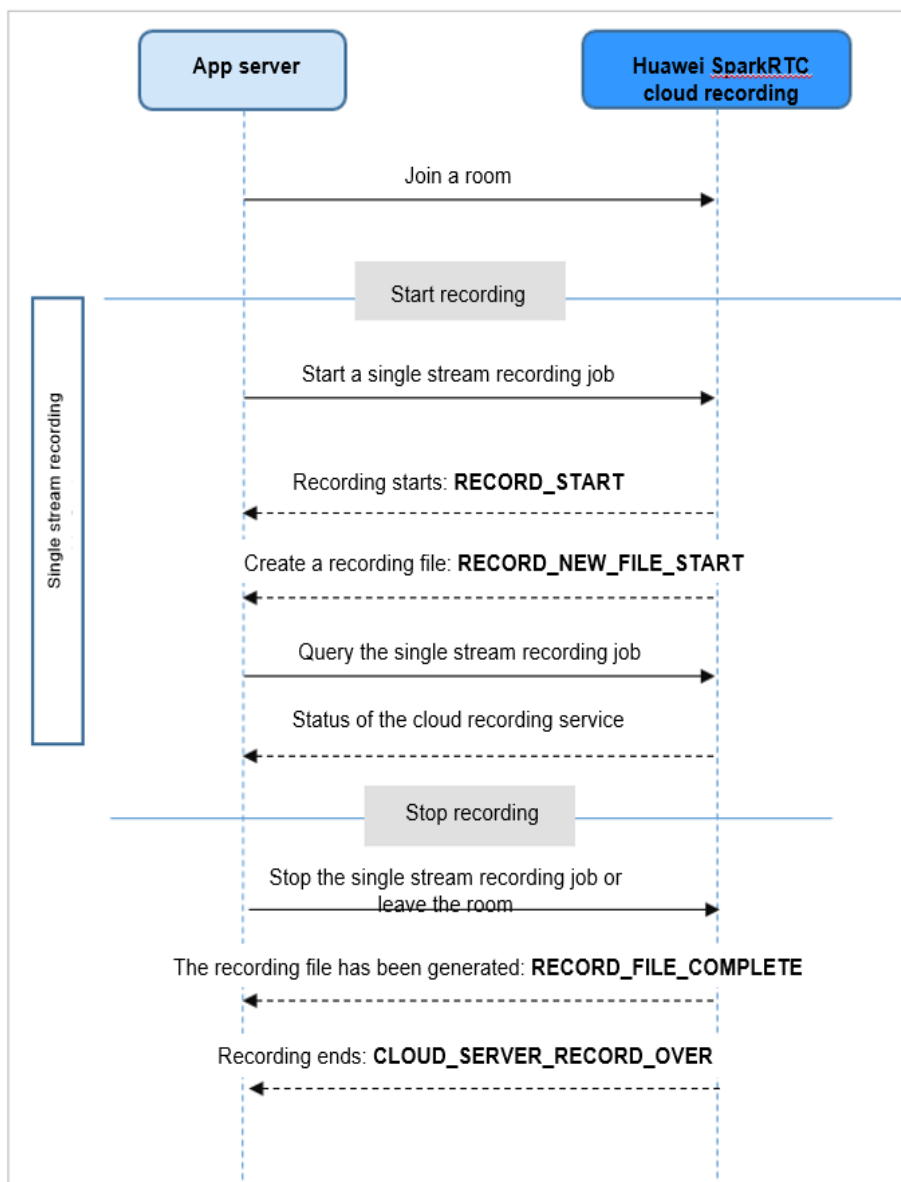 App server
Huawei SparkRTC
cloud recording
Join a room
Start recording
Single stream recording
Start a single stream recording job
Recording starts: RECORD_START
Create a recording file: RECORD_NEW_FILE_START
Query the single stream recording job
Status of the cloud recording service
Stop recording
Stop the single stream recording job or
leave the room
The recording file has been generated: RECORD_FILE_COMPLETE
Recording ends: CLOUD_SERVER_RECORD_OVER